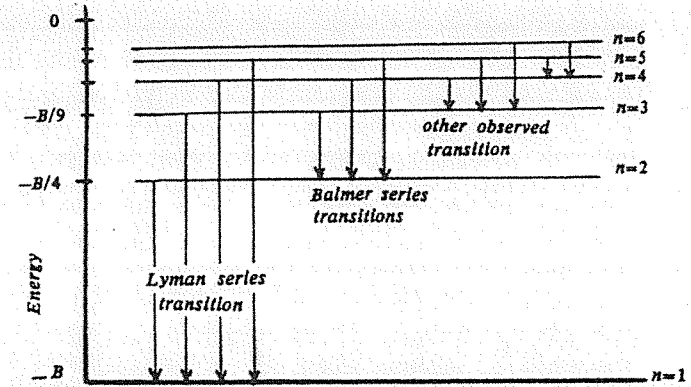 0
n=6
n=5
n=4
—B/9
n=3
other observed
transition
n=2
—B/4
Balmer series
transitions
Energy
Lyman series
transition
— B
n=1